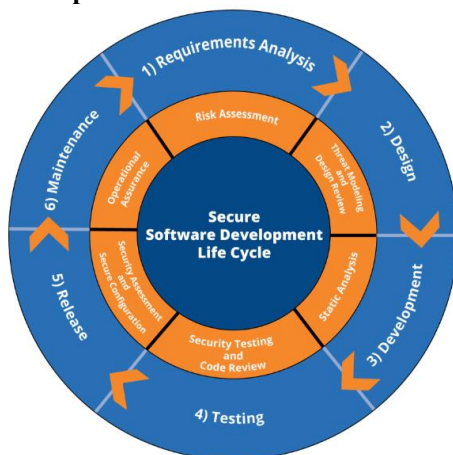 1) Requirements Analysis
2) Design
3) Development
4) Testing
5) Release
6) Maintenance
Risk Assessment
Threat Modeling
and
Design Review
Static Analysis
Security Testing
and
Code Review
Security Assessment
and
Secure Configuration
Operational
Assurance
Secure
Software Development
Life Cycle